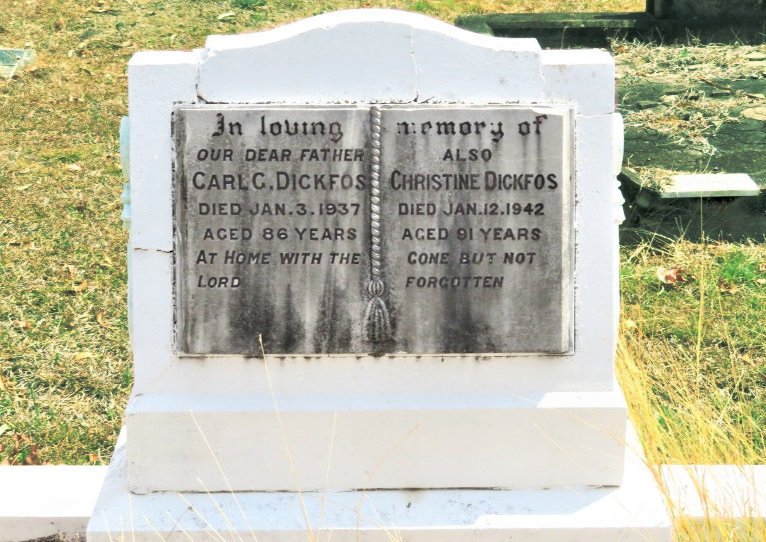 In loving memory of
OUR DEAR FATHER
CARL C. DICKFOS
DIED JAN. 3. 1937
AGED 86 YEARS
AT HOME WITH THE
LORD
ALSO
CHRISTINE DICKFOS
DIED JAN. 12. 1942
AGED 91 YEARS
GONE BUT NOT
FORGOTTEN